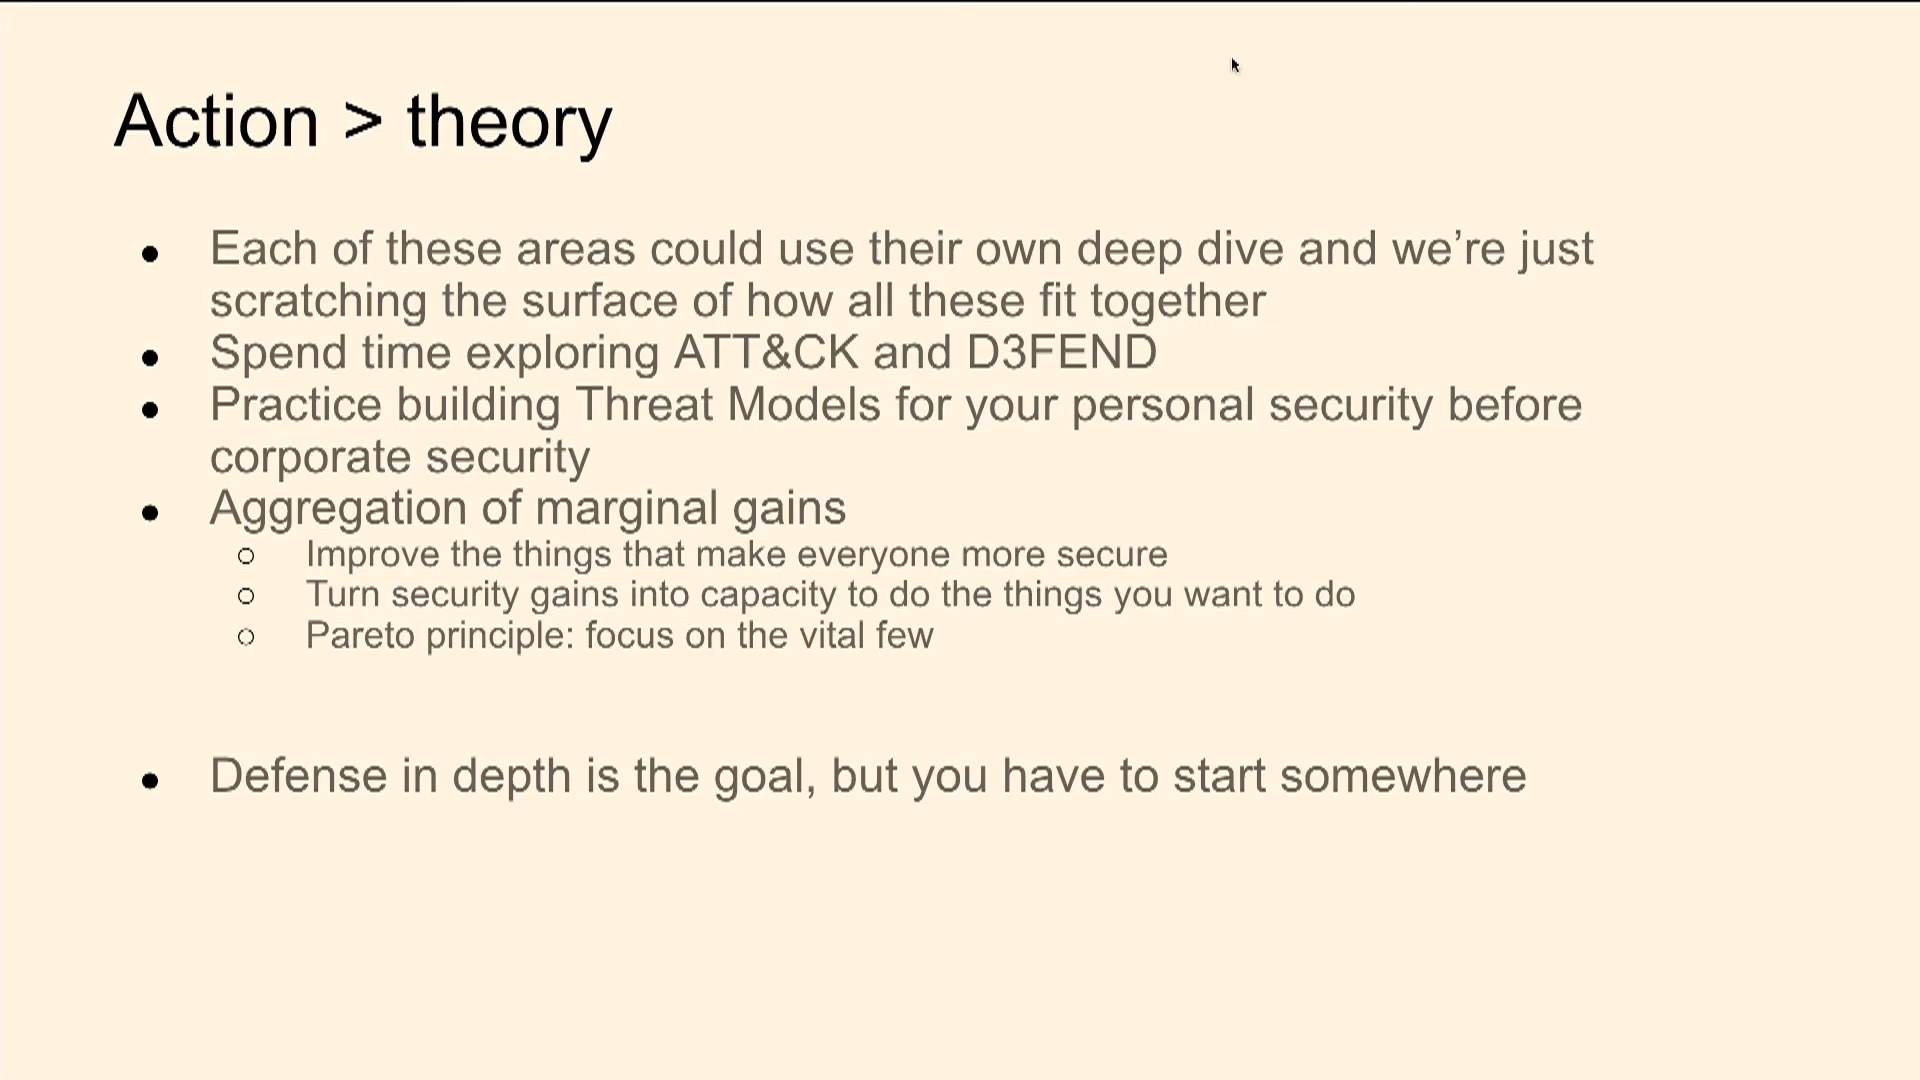 Action > theory
● Each of these areas could use their own deep dive and we’re just
scratching the surface of how all these fit together
● Spend time exploring ATT&CK and D3FEND
● Practice building Threat Models for your personal security before
corporate security
● Aggregation of marginal gains
○ Improve the things that make everyone more secure
○ Turn security gains into capacity to do the things you want to do
○ Pareto principle: focus on the vital few
● Defense in depth is the goal, but you have to start somewhere